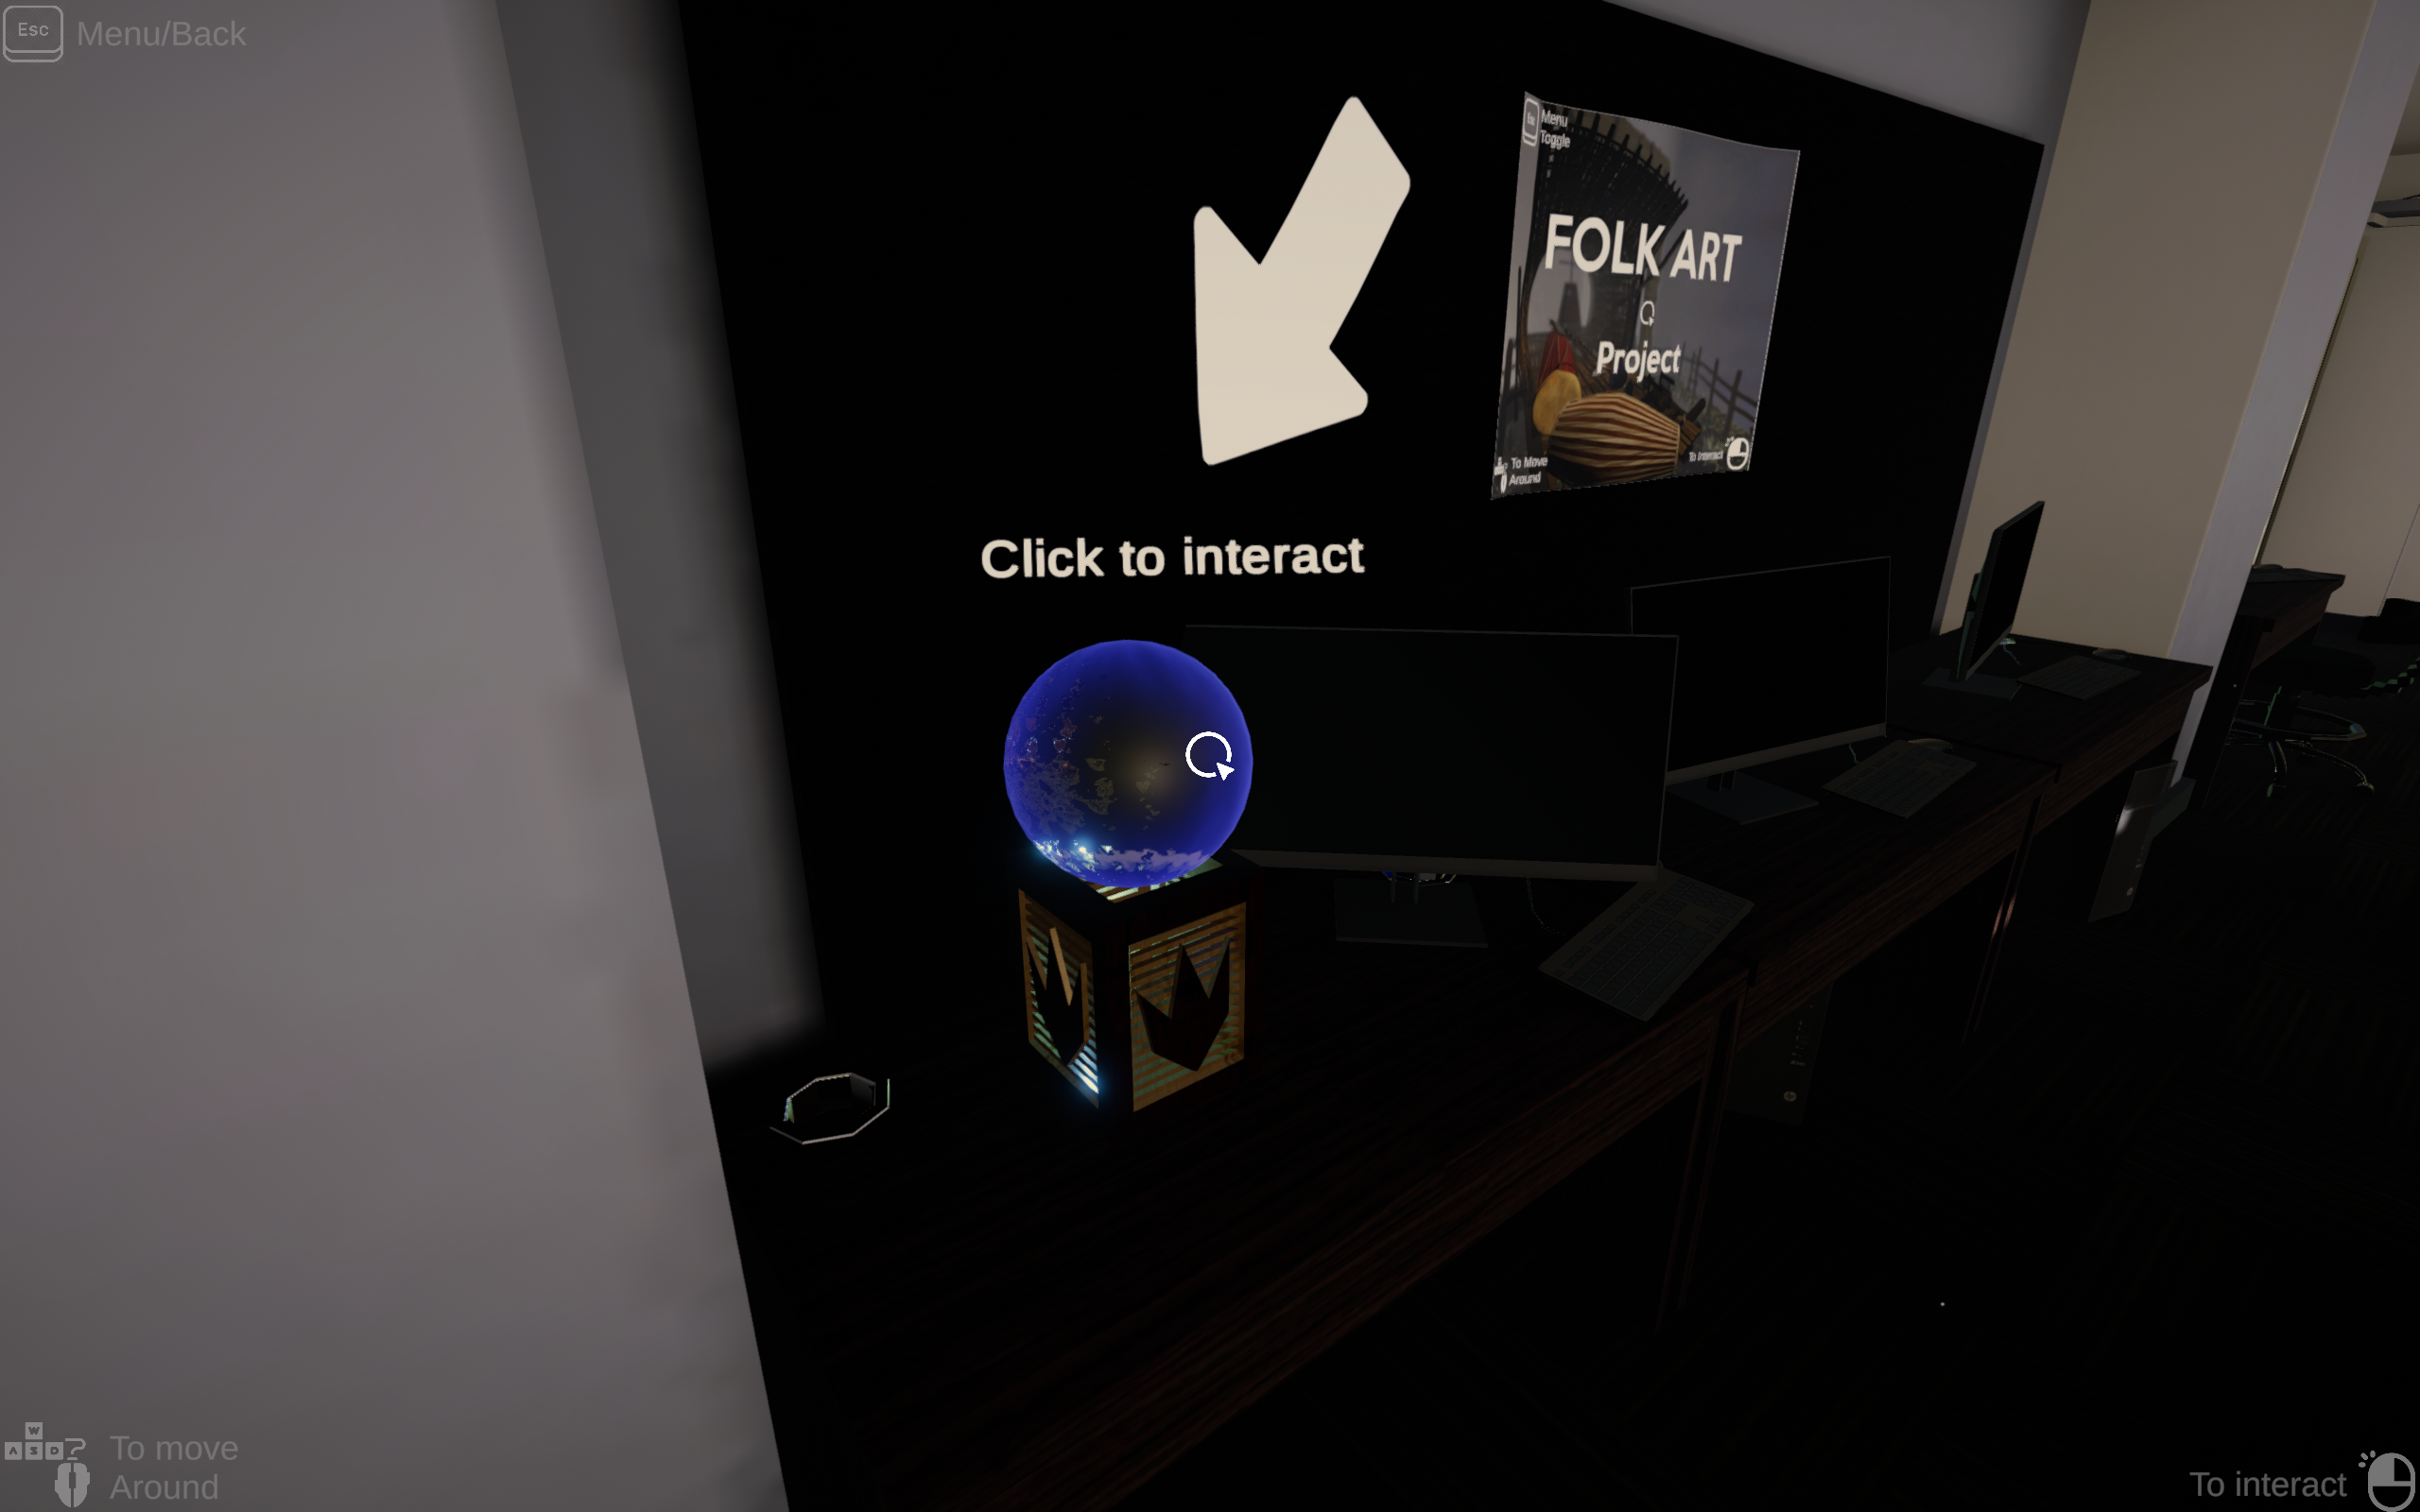 Esc Menu/Back
Esc Menu
Toggle
FOLK ART
Project
To Move
Around
To Interact
Click to interact
W
A S D
To move
Around
To interact